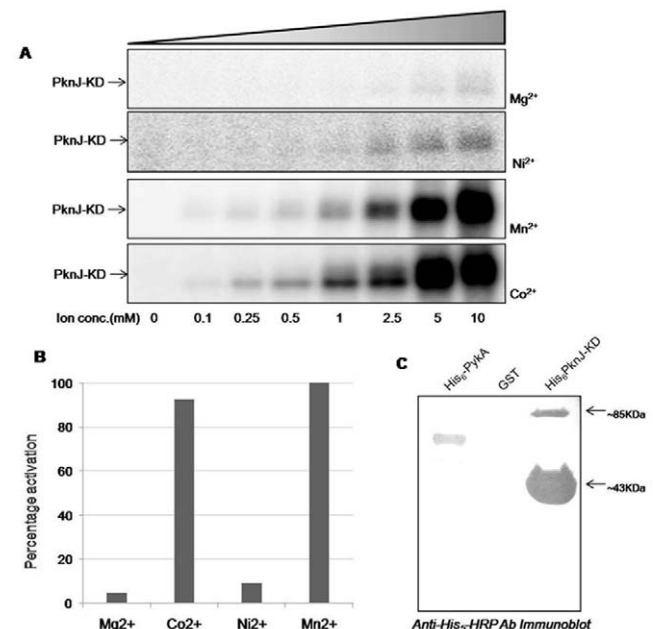 A
PknJ-KD
Mg2+
PknJ-KD
Ni2+
PknJ-KD
Mn2+
PknJ-KD
Co2+
Ion conc.(mM) 0 0.1 0.25 0.5 1 2.5 5 10
B
Percentage activation
100
80
60
40
20
0
Mg2+ Co2+ Ni2+ Mn2+
C
His6-PykA GST His6PknJ-KD
~85KDa
~43KDa
Anti-His5-HRP Ab Immunoblot